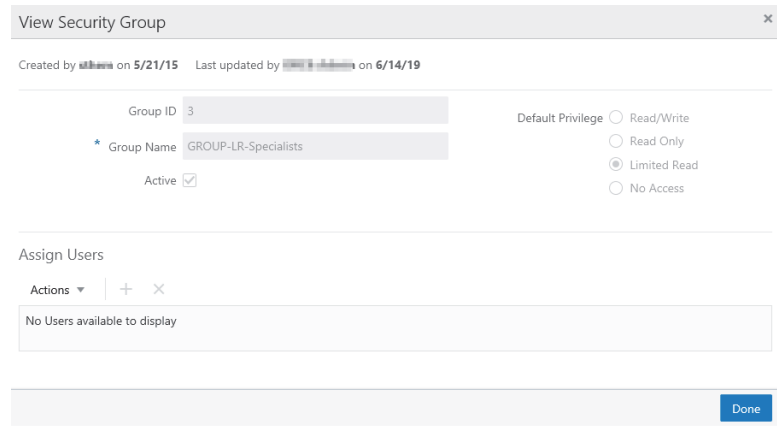 View Security Group
Created by on 5/21/15 Last updated by on 6/14/19
Group ID 3
* Group Name GROUP-LR-Specialists
Active
Default Privilege Read/Write
Read Only
Limited Read
No Access
Assign Users
Actions
No Users available to display
Done